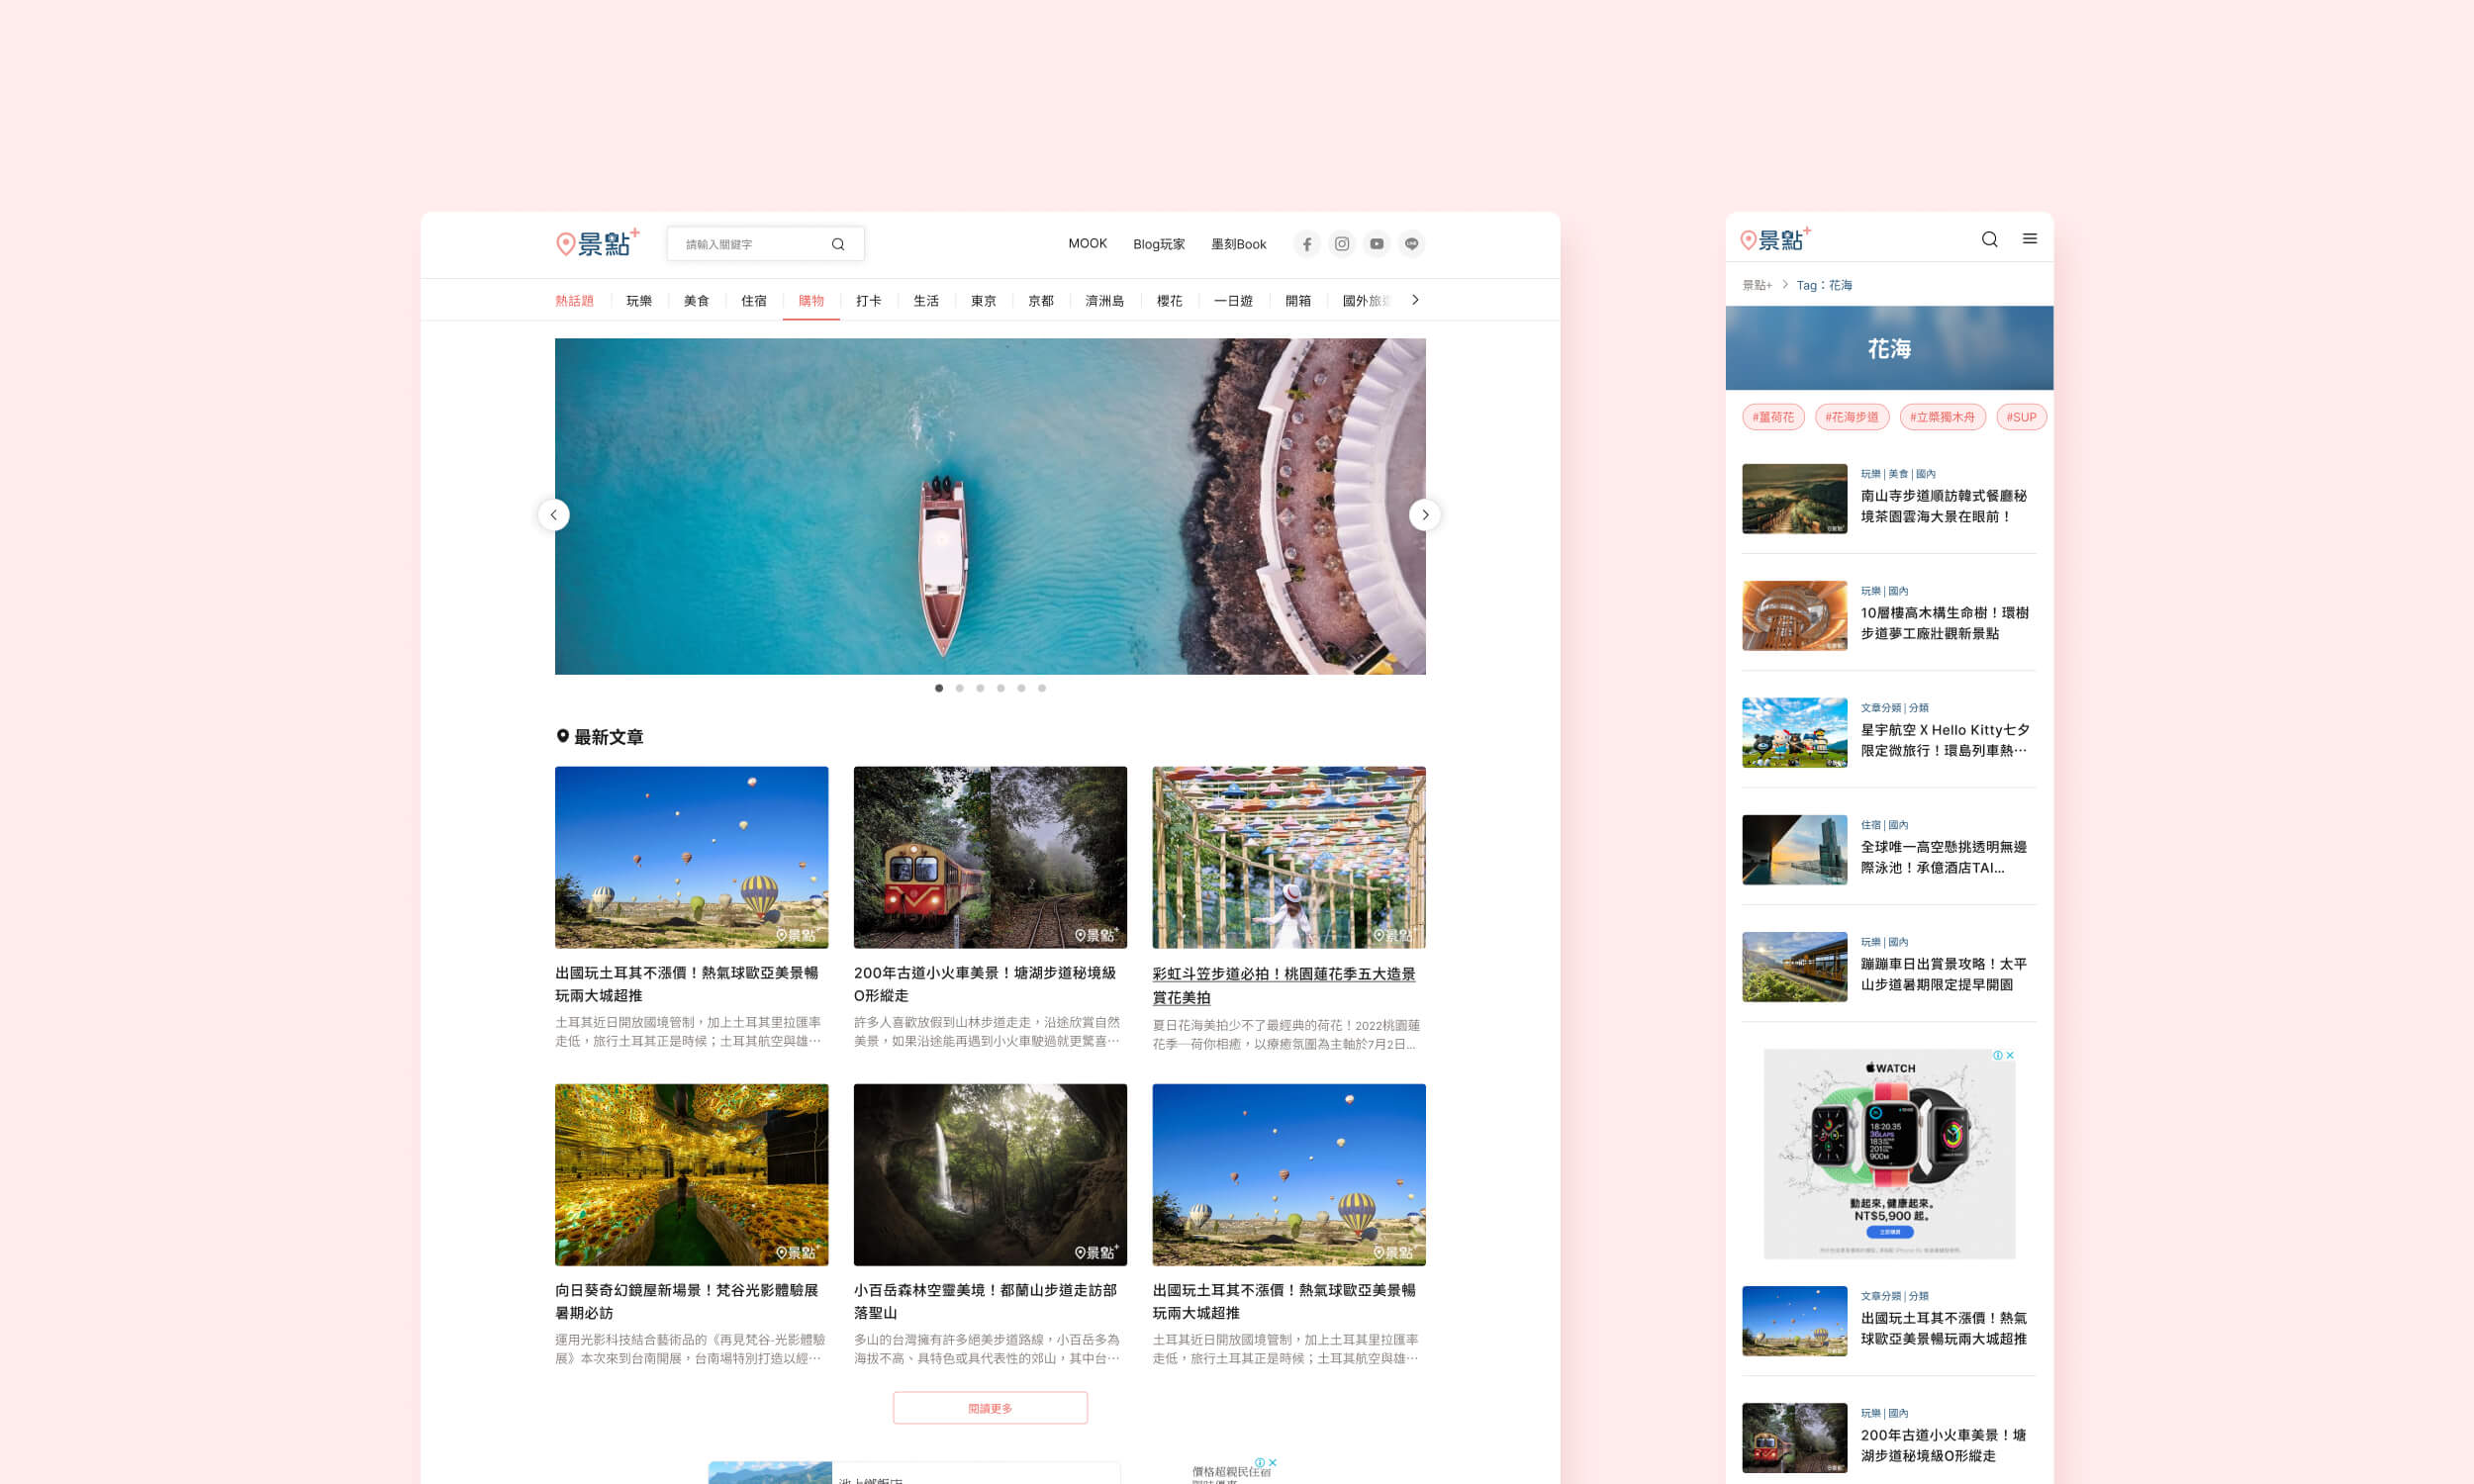 景點+
請輸入關鍵字
MOOK
Blog玩家
墨刻Book
熱話題
玩樂
美食
住宿
購物
打卡
生活
東京
京都
濟洲島
櫻花
一日遊
開箱
國外旅遊
最新文章
景點+
景點+
景點+
出國玩土耳其不漲價！熱氣球歐亞美景暢
玩兩大城超推
土耳其近日開放國境管制，加上土耳其里拉匯率
走低，旅行土耳其正是時候；土耳其航空與雄…
200年古道小火車美景！塘湖步道秘境級
O形縱走
許多人喜歡放假到山林步道走走，沿途欣賞自然
美景，如果沿途能再遇到小火車駛過就更驚喜…
彩虹斗笠步道必拍！桃園蓮花季五大造景
賞花美拍
夏日花海美拍少不了最經典的荷花！2022桃園蓮
花季—荷你相癒，以療癒氛圍為主軸於7月2日...
景點+
景點+
景點+
向日葵奇幻鏡屋新場景！梵谷光影體驗展
暑期必訪
運用光影科技結合藝術品的《再見梵谷-光影體驗
展》本次來到台南開展，台南場特別打造以經…
小百岳森林空靈美境！都蘭山步道走訪部
落聖山
多山的台灣擁有許多絕美步道路線，小百岳多為
海拔不高、具特色或具代表性的郊山，其中台…
出國玩土耳其不漲價！熱氣球歐亞美景暢
玩兩大城超推
土耳其近日開放國境管制，加上土耳其里拉匯率
走低，旅行土耳其正是時候；土耳其航空與雄…
閱讀更多
價格超親民住宿
景點+
景點+ > Tag：花海
花海
#薑荷花
#花海步道
#立槳獨木舟
#SUP
玩樂 | 美食 | 國內
南山寺步道順訪韓式餐廳秘
境茶園雲海大景在眼前！
玩樂 | 國內
10層樓高木構生命樹！環樹
步道夢工廠壯觀新景點
文章分類 | 分類
星宇航空 X Hello Kitty七夕
限定微旅行！環島列車熱…
住宿 | 國內
全球唯一高空懸挑透明無邊
際泳池！承億酒店TAI...
玩樂 | 國內
蹦蹦車日出賞景攻略！太平
山步道暑期限定提早開園
WATCH
18:20.35
36LAPS
183
201
900M
動起來，健康起來。
NT$5,900 起。
立即選購
文章分類 | 分類
出國玩土耳其不漲價！熱氣
球歐亞美景暢玩兩大城超推
玩樂 | 國內
200年古道小火車美景！塘
湖步道秘境級O形縱走